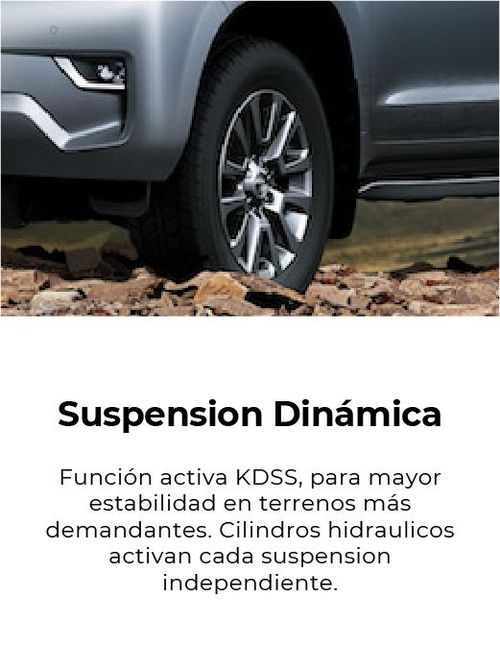 Suspension Dinámica
Función activa KDSS, para mayor
estabilidad en terrenos más
demandantes. Cilindros hidraulicos
activan cada suspension
independiente.